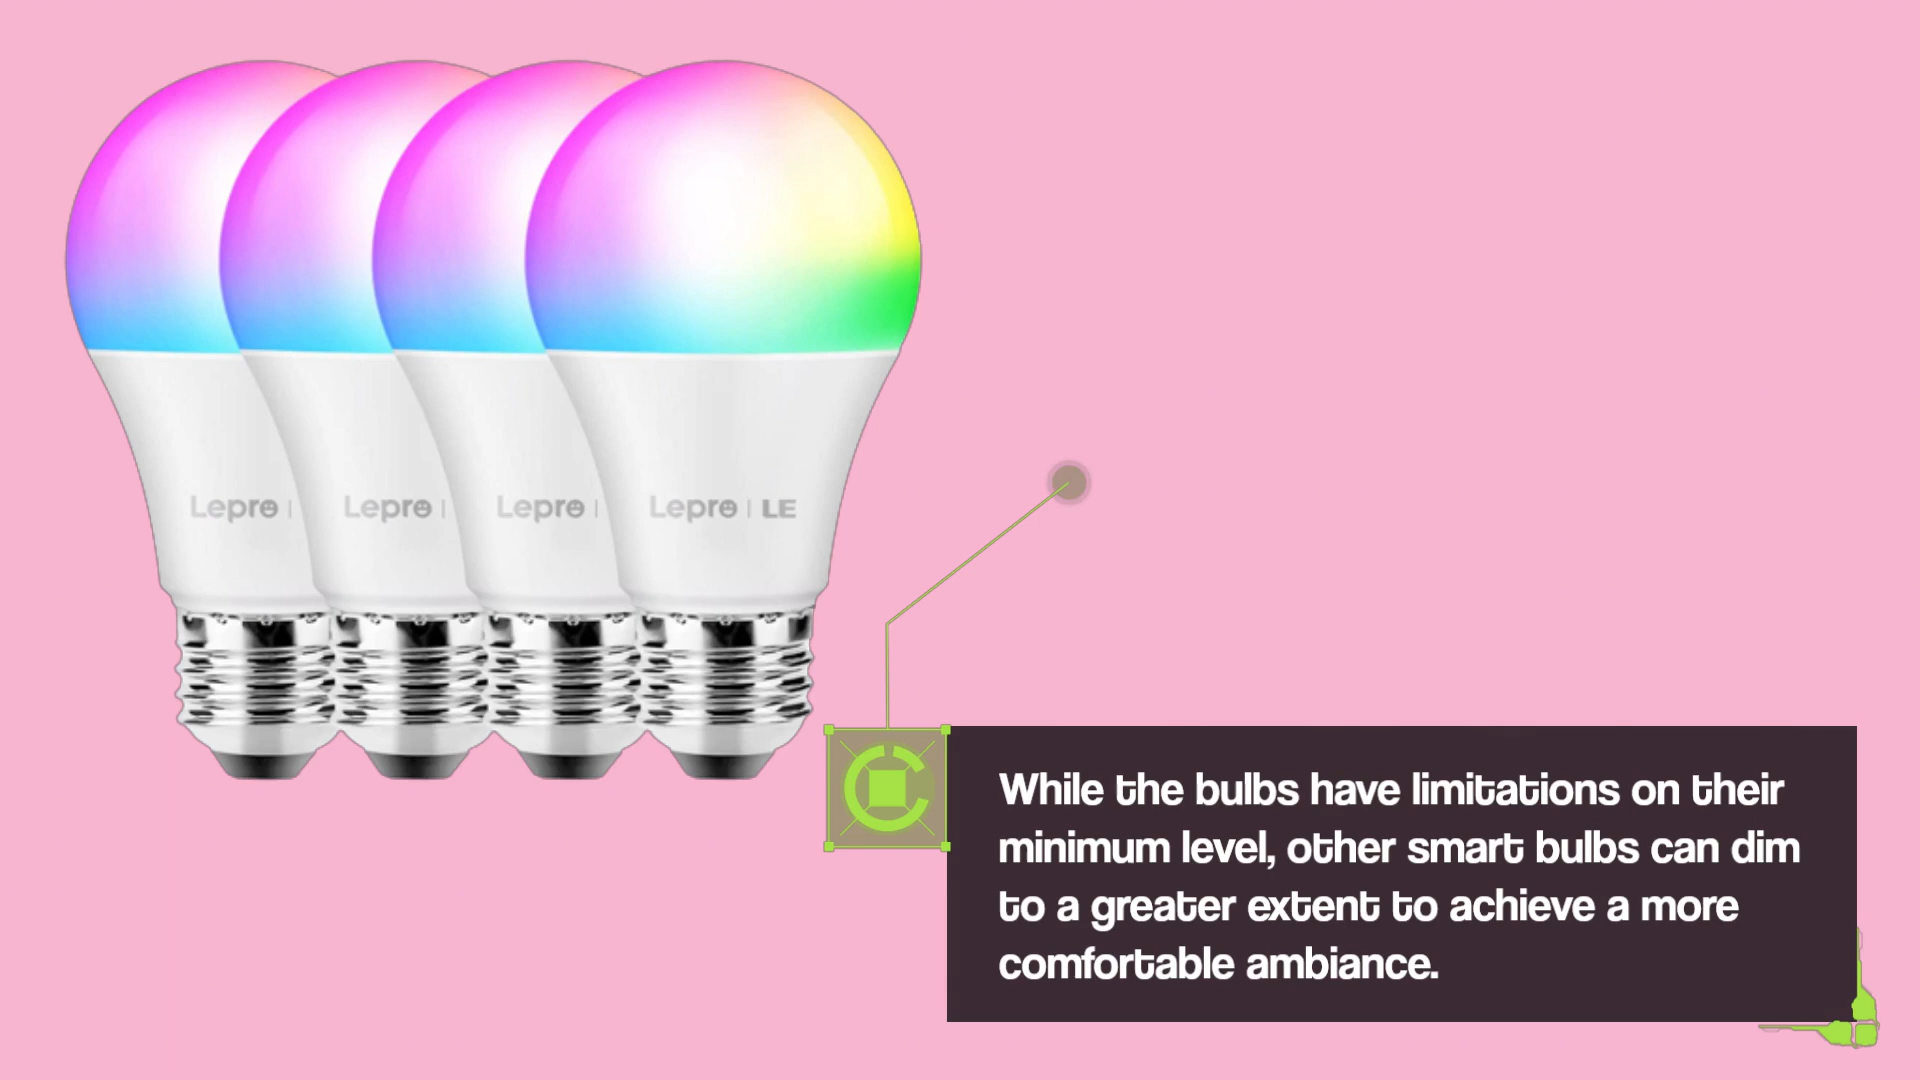 Lepro | Lepro | Lepro | Lepro | LE
While the bulbs have limitations on their
minimum level, other smart bulbs can dim
to a greater extent to achieve a more
comfortable ambiance.